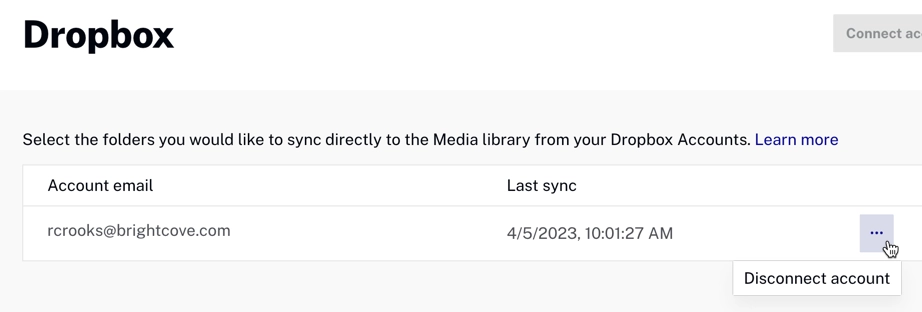 Dropbox
Connect ac
Select the folders you would like to sync directly to the Media library from your Dropbox Accounts. Learn more
Account email Last sync
rcrooks@brightcove.com 4/5/2023, 10:01:27 AM ...
Disconnect account